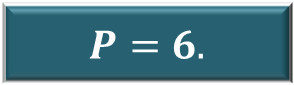 P = 6.